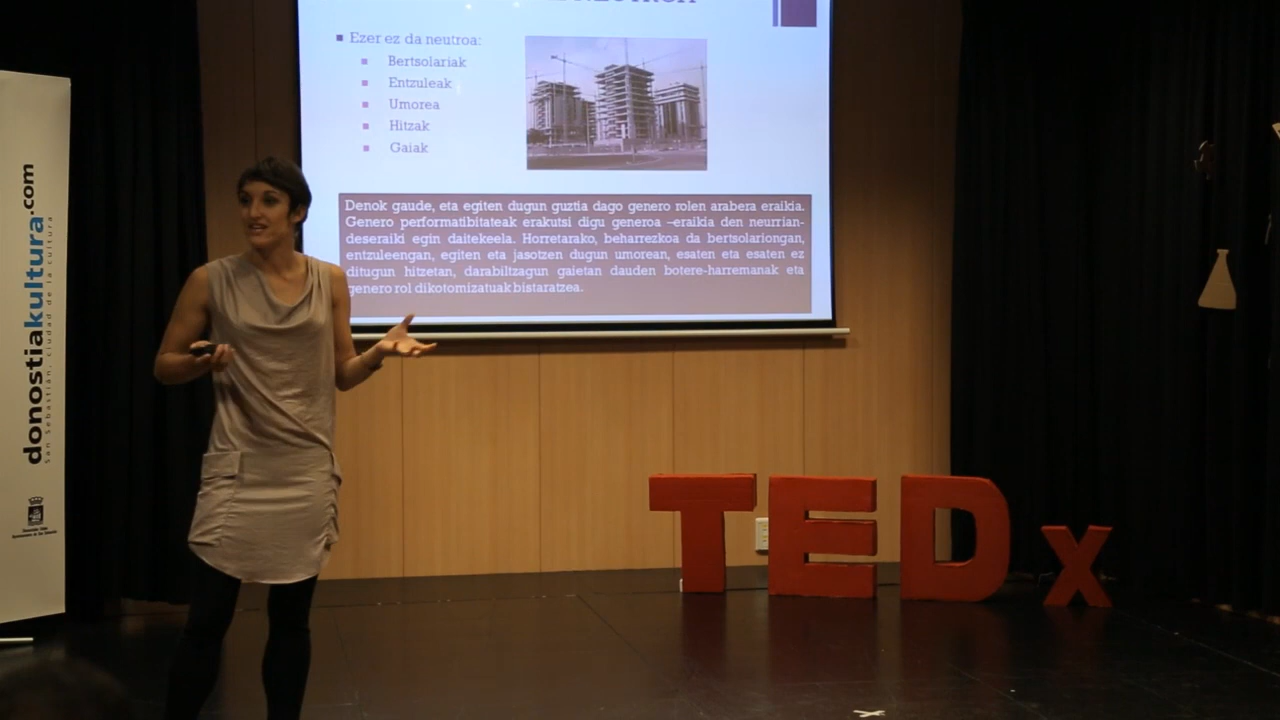 Ezer ez da neutroa:
Bertsolariak
Entzuleak
Umorea
Hitzak
Gaiak
Denok gaude, eta egiten dugun guztia dago genero rolen arabera eraikia.
Genero performatibitateak erakutsi digu generoa –eraikia den neurrian-
deseraiki egin daitekeela. Horretarako, beharrezkoa da bertsolariongan,
entzuleengan, egiten eta jasotzen dugun umorean, esaten eta esaten ez
ditugun hitzetan, darabiltzagun gaietan dauden botere-harremanak eta
genero rol dikotomizatuak bistaratzea.
donostiakultura.com
San Sebastián, ciudad de la cultura
TEDx